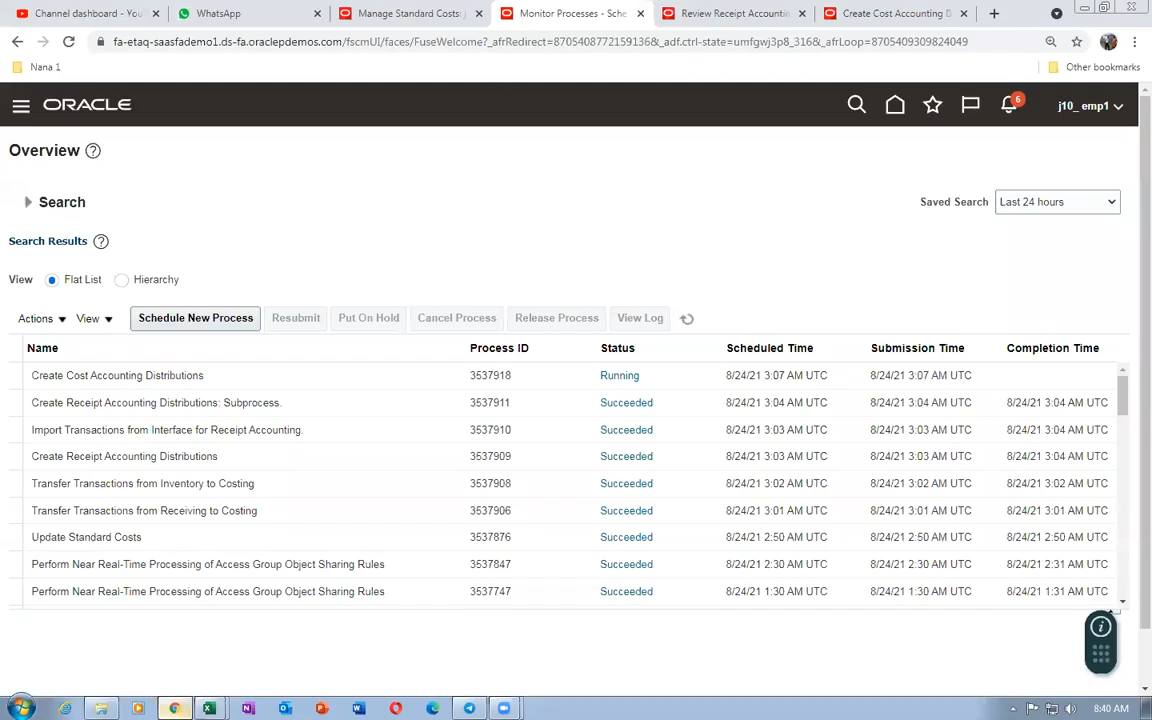 Channel dashboard - You
WhatsApp
Manage Standard Costs:
Monitor Processes - Sche
Review Receipt Accountin
Create Cost Accounting D
fa-etaq-saasfademo1.ds-fa.oraclepdemos.com/fscmUI/faces/FuseWelcome?_afrRedirect=8705408772159136&_adf.ctrl-state=umfgwj3p8_316&_afrLoop=8705409309824049
Nana 1
Other bookmarks
ORACLE
6
j10_ emp1
Overview ?
Search
Saved Search Last 24 hours
Search Results ?
View Flat List Hierarchy
Actions View Schedule New Process Resubmit Put On Hold Cancel Process Release Process View Log
Name Process ID Status Scheduled Time Submission Time Completion Time
Create Cost Accounting Distributions 3537918 Running 8/24/21 3:07 AM UTC 8/24/21 3:07 AM UTC
Create Receipt Accounting Distributions: Subprocess. 3537911 Succeeded 8/24/21 3:04 AM UTC 8/24/21 3:04 AM UTC 8/24/21 3:04 AM UTC
Import Transactions from Interface for Receipt Accounting. 3537910 Succeeded 8/24/21 3:03 AM UTC 8/24/21 3:03 AM UTC 8/24/21 3:04 AM UTC
Create Receipt Accounting Distributions 3537909 Succeeded 8/24/21 3:03 AM UTC 8/24/21 3:03 AM UTC 8/24/21 3:04 AM UTC
Transfer Transactions from Inventory to Costing 3537908 Succeeded 8/24/21 3:02 AM UTC 8/24/21 3:02 AM UTC 8/24/21 3:02 AM UTC
Transfer Transactions from Receiving to Costing 3537906 Succeeded 8/24/21 3:01 AM UTC 8/24/21 3:01 AM UTC 8/24/21 3:01 AM UTC
Update Standard Costs 3537876 Succeeded 8/24/21 2:50 AM UTC 8/24/21 2:50 AM UTC 8/24/21 2:50 AM UTC
Perform Near Real-Time Processing of Access Group Object Sharing Rules 3537847 Succeeded 8/24/21 2:30 AM UTC 8/24/21 2:30 AM UTC 8/24/21 2:31 AM UTC
Perform Near Real-Time Processing of Access Group Object Sharing Rules 3537747 Succeeded 8/24/21 1:30 AM UTC 8/24/21 1:30 AM UTC 8/24/21 1:31 AM UTC
8:40 AM